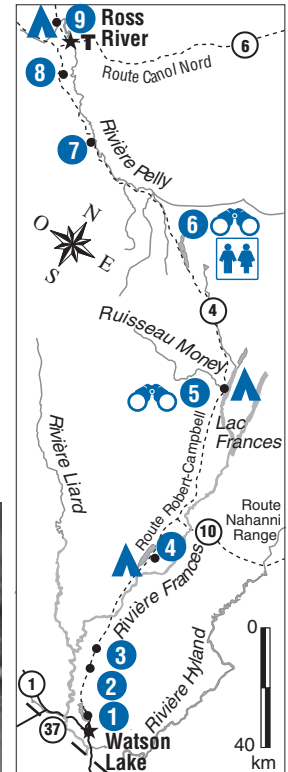 9 Ross
River
T
6
Route Canol Nord
8
7
Rivière Pelly
N
O
E
S
6
4
Ruisseau Money
5
Lac
Frances
Rivière Liard
Route Robert-Campbell
Route
Nahanni
Range
10
4
Rivière Frances
3
2
1
Rivière Hyland
1
37
Watson
Lake
0
40
km